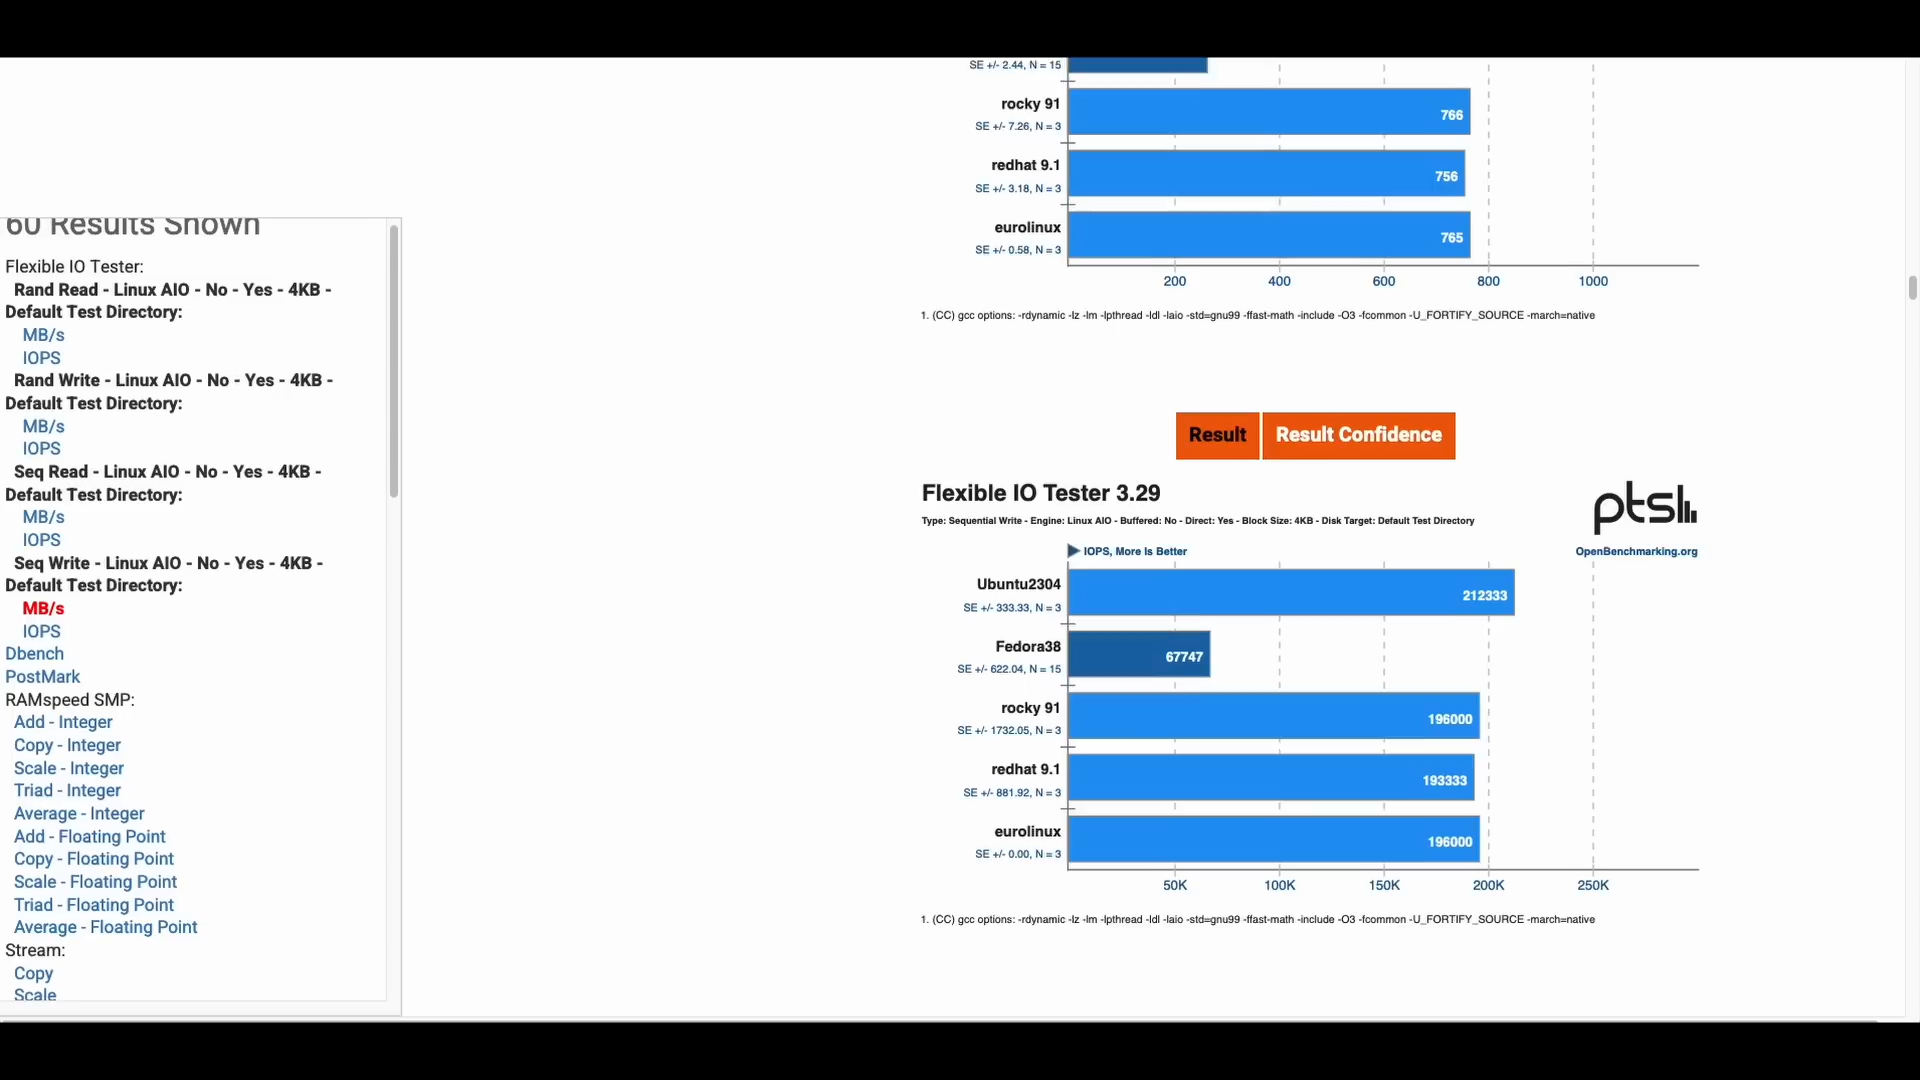 60 Results Shown
Flexible IO Tester:
Rand Read - Linux AIO - No - Yes - 4KB -
Default Test Directory:
MB/s
IOPS
Rand Write - Linux AIO - No - Yes - 4KB -
Default Test Directory:
MB/s
IOPS
Seq Read - Linux AIO - No - Yes - 4KB -
Default Test Directory:
MB/s
IOPS
Seq Write - Linux AIO - No - Yes - 4KB -
Default Test Directory:
MB/s
IOPS
Dbench
PostMark
RAMspeed SMP:
Add - Integer
Copy - Integer
Scale - Integer
Triad - Integer
Average - Integer
Add - Floating Point
Copy - Floating Point
Scale - Floating Point
Triad - Floating Point
Average - Floating Point
Stream:
Copy
Scale
SE +/- 2.44, N = 15
rocky 91
766
SE +/- 7.26, N = 3
redhat 9.1
756
SE +/- 3.18, N = 3
eurolinux
765
SE +/- 0.58, N = 3
200 400 600 800 1000
1. (CC) gcc options: -rdynamic -lz -lm -lpthread -ldl -laio -std=gnu99 -ffast-math -include -O3 -fcommon -U_FORTIFY_SOURCE -march=native
Result Result Confidence
Flexible IO Tester 3.29
ptsl
Type: Sequential Write - Engine: Linux AIO - Buffered: No - Direct: Yes - Block Size: 4KB - Disk Target: Default Test Directory
IOPS, More Is Better
OpenBenchmarking.org
Ubuntu2304
212333
SE +/- 333.33, N = 3
Fedora38
67747
SE +/- 622.04, N = 15
rocky 91
196000
SE +/- 1732.05, N = 3
redhat 9.1
193333
SE +/- 881.92, N = 3
eurolinux
196000
SE +/- 0.00, N = 3
50K 100K 150K 200K 250K
1. (CC) gcc options: -rdynamic -lz -lm -lpthread -ldl -laio -std=gnu99 -ffast-math -include -O3 -fcommon -U_FORTIFY_SOURCE -march=native